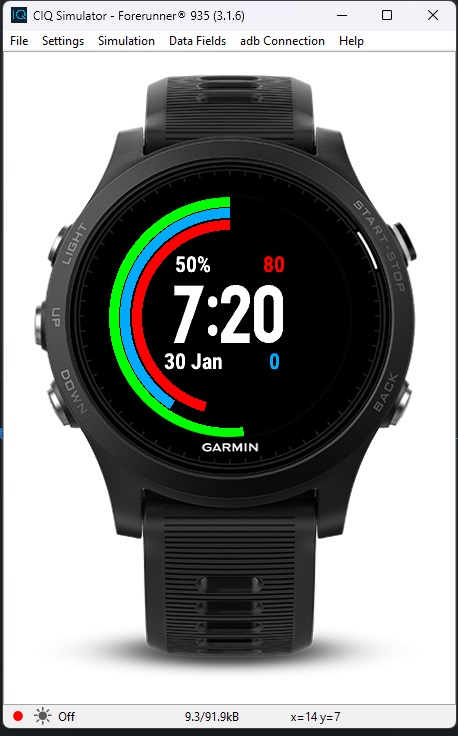 CIQ Simulator - Forerunner® 935 (3.1.6)
File Settings Simulation Data Fields adb Connection Help
LIGHT
START·STOP
50% 80
7:20
UP
30 Jan 0
DOWN
BACK
GARMIN
Off 9.3/91.9kB x=14 y=7